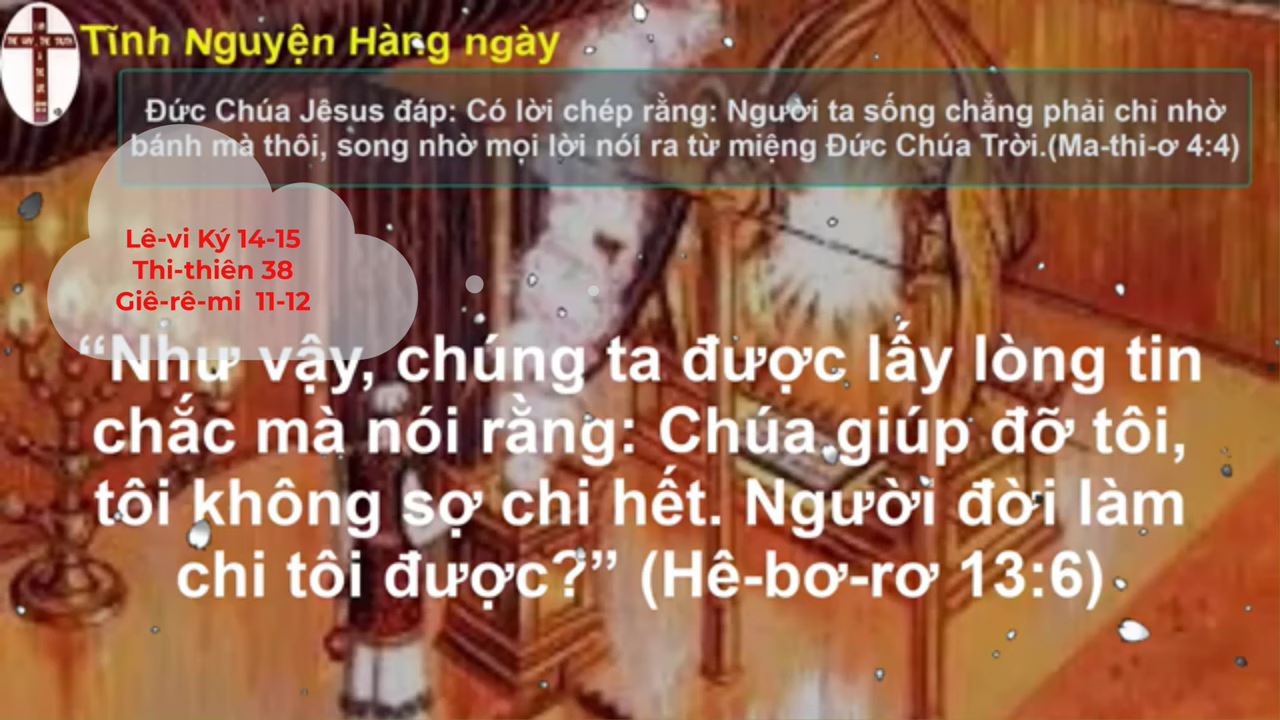 Tĩnh Nguyện Hàng ngày
Đức Chúa Jêsus đáp: Có lời chép rằng: Người ta sống chẳng phải chỉ nhờ
bánh mà thôi, song nhờ mọi lời nói ra từ miệng Đức Chúa Trời.(Ma-thi-ơ 4:4)
Lê-vi Ký 14-15
Thi-thiên 38
Giê-rê-mi 11-12
“Như vậy, chúng ta được lấy lòng tin
chắc mà nói rằng: Chúa giúp đỡ tôi,
tôi không sợ chi hết. Người đời làm
chi tôi được?” (Hê-bơ-rơ 13:6)